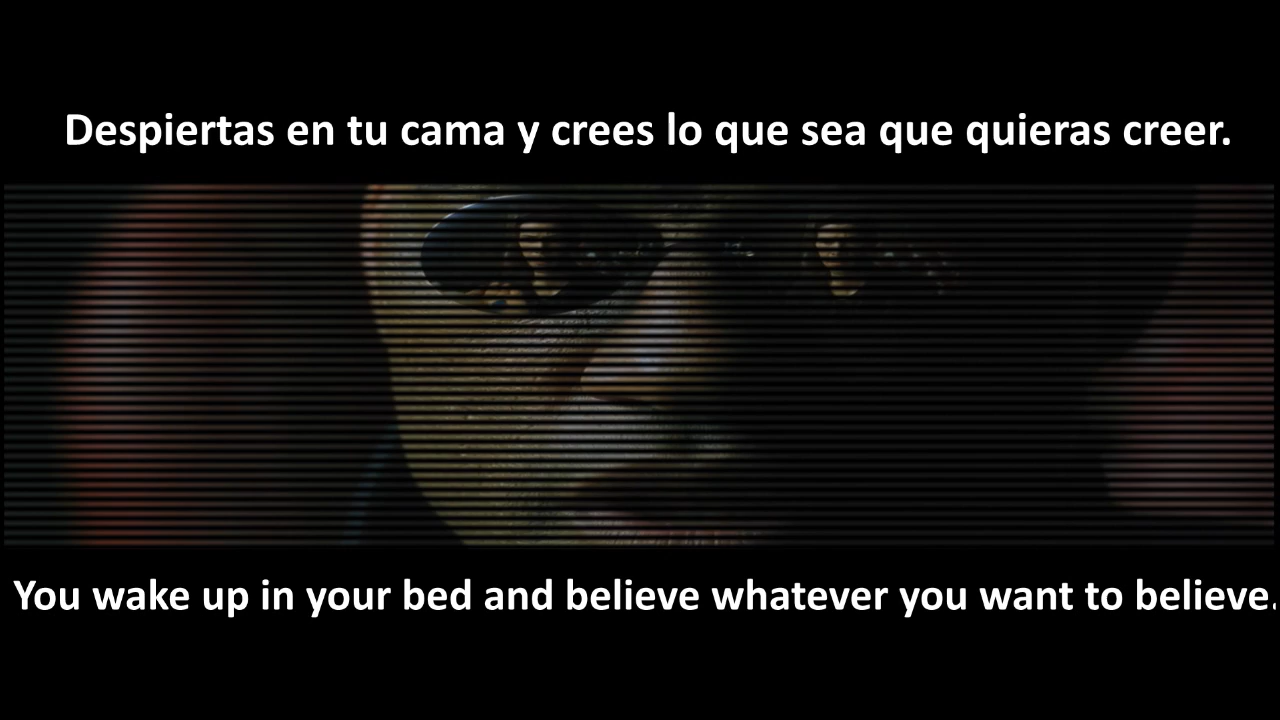 Despiertas en tu cama y crees lo que sea que quieras creer.
You wake up in your bed and believe whatever you want to believe.